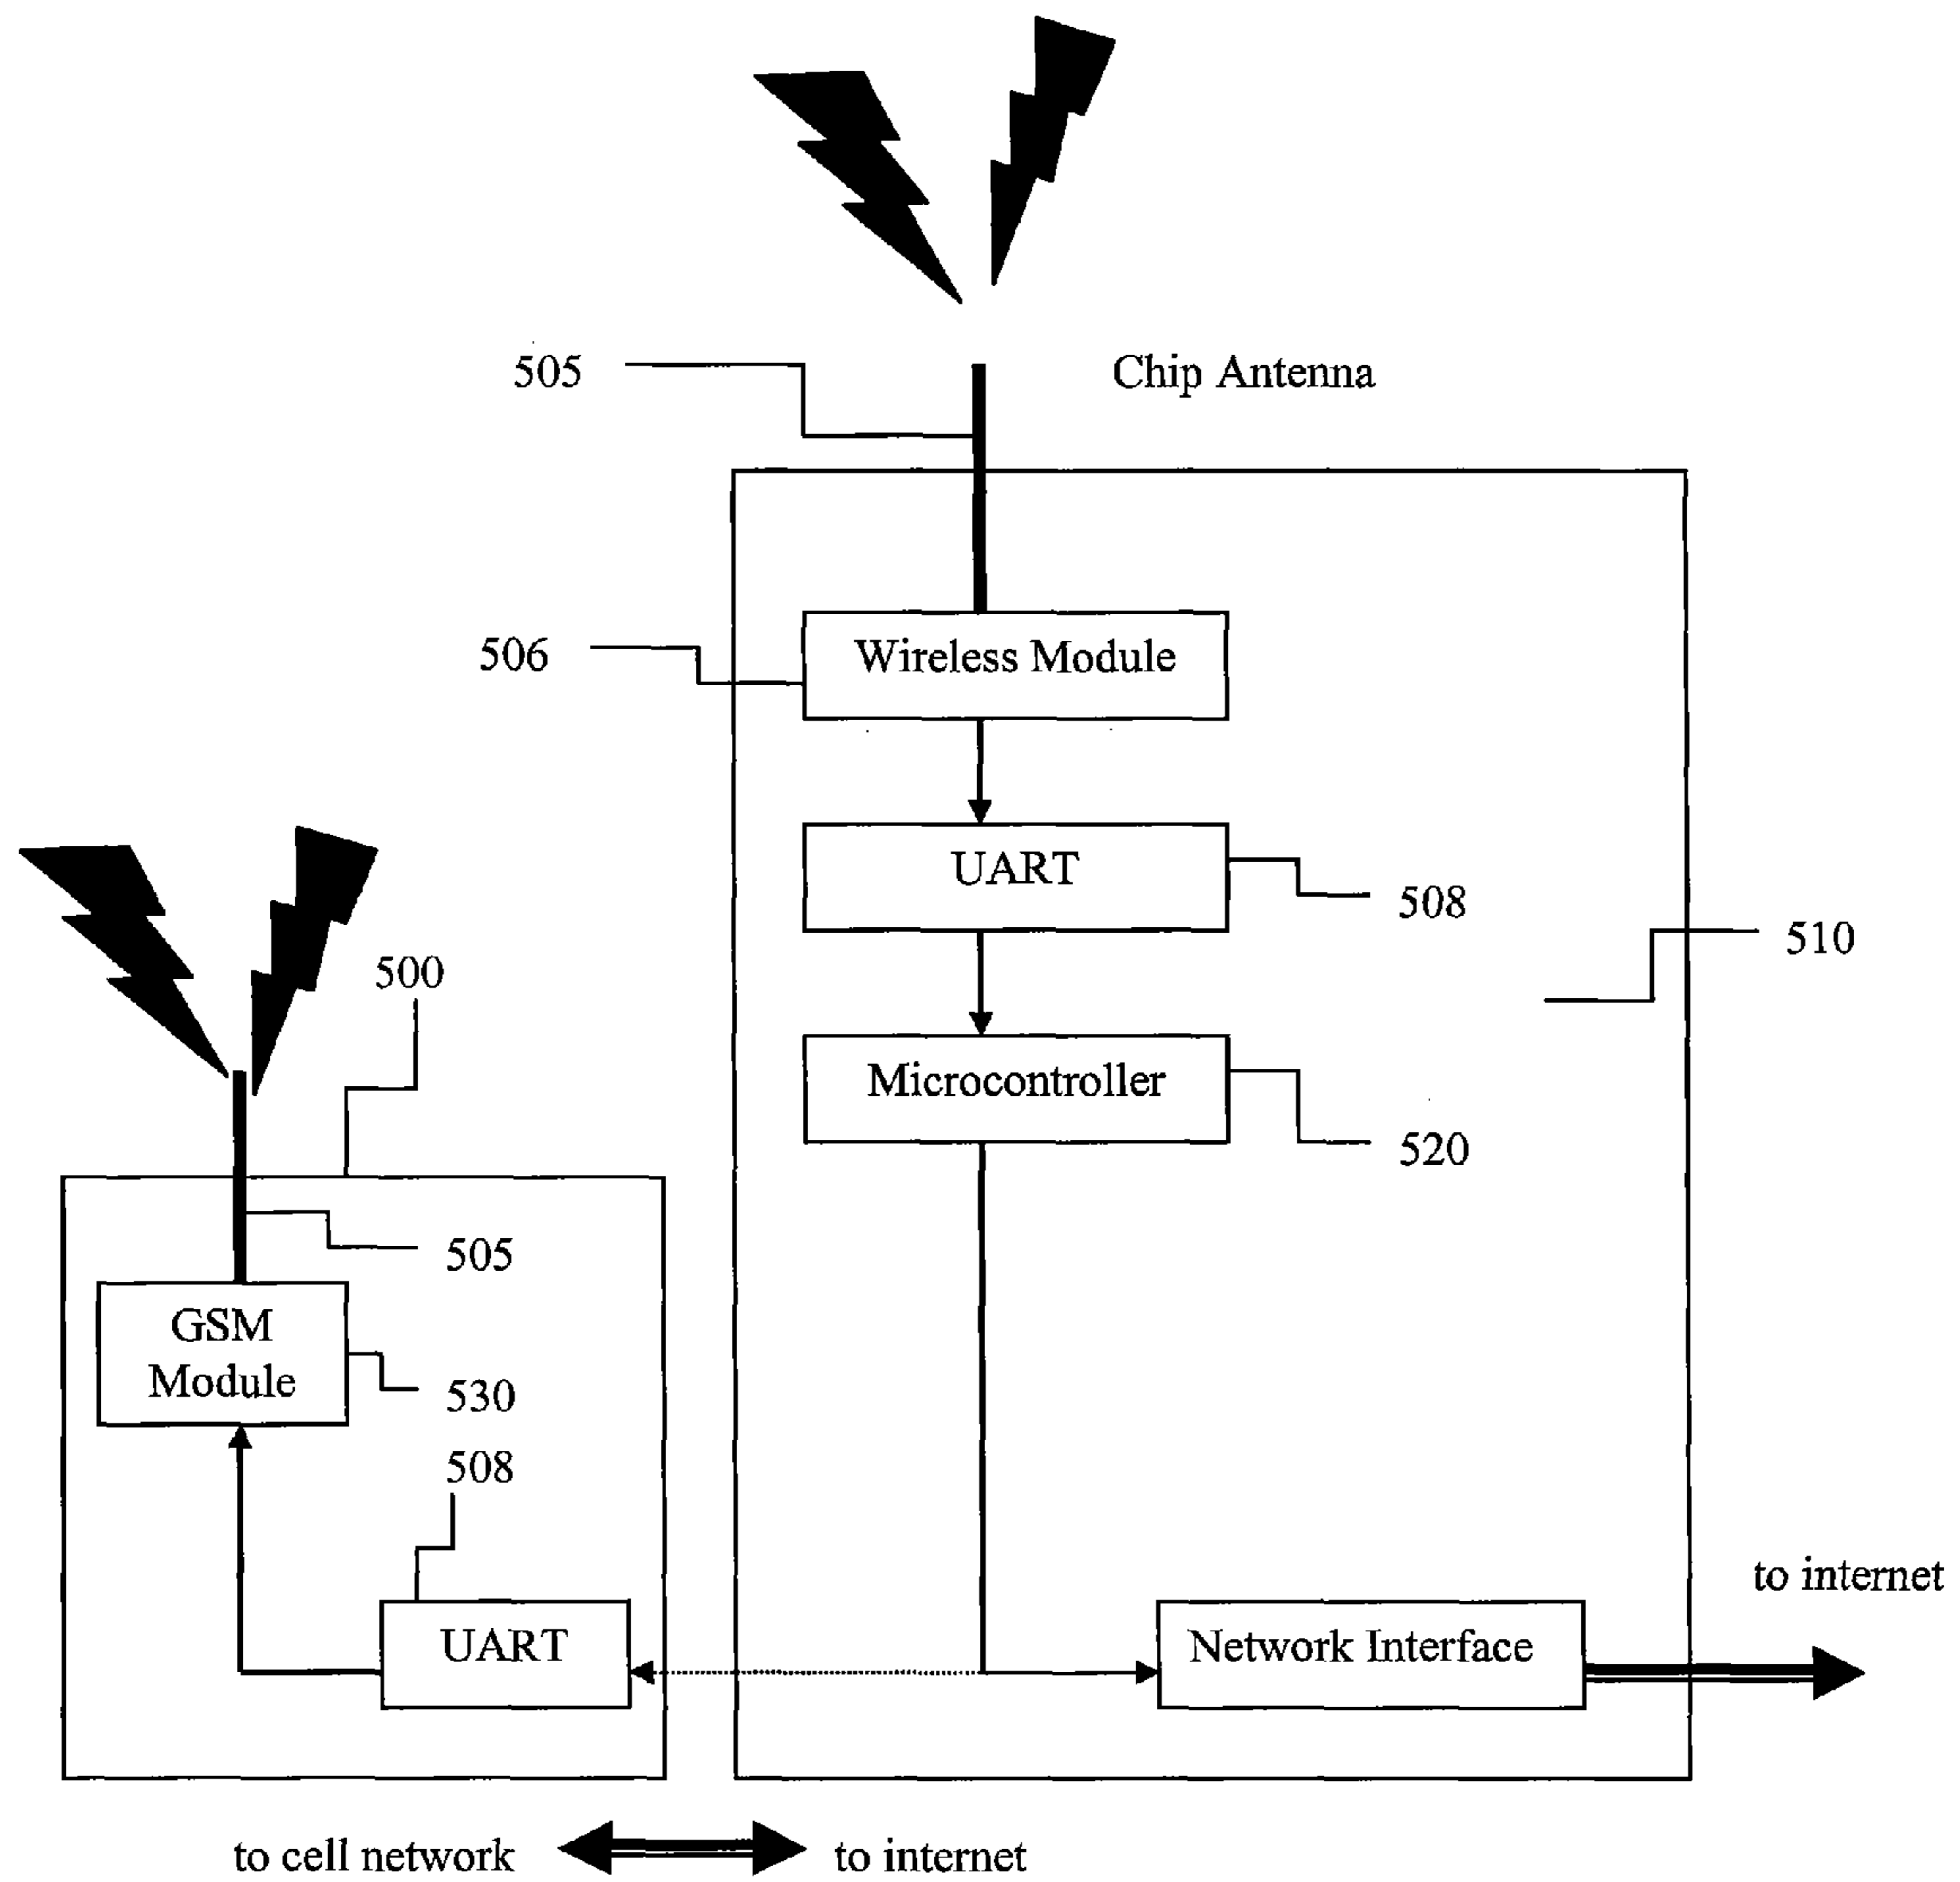 505
Chip Antenna
506
Wireless Module
UART
508
510
500
Microcontroller
520
505
GSM
Module
530
508
to internet
UART
Network Interface
to cell network
to internet